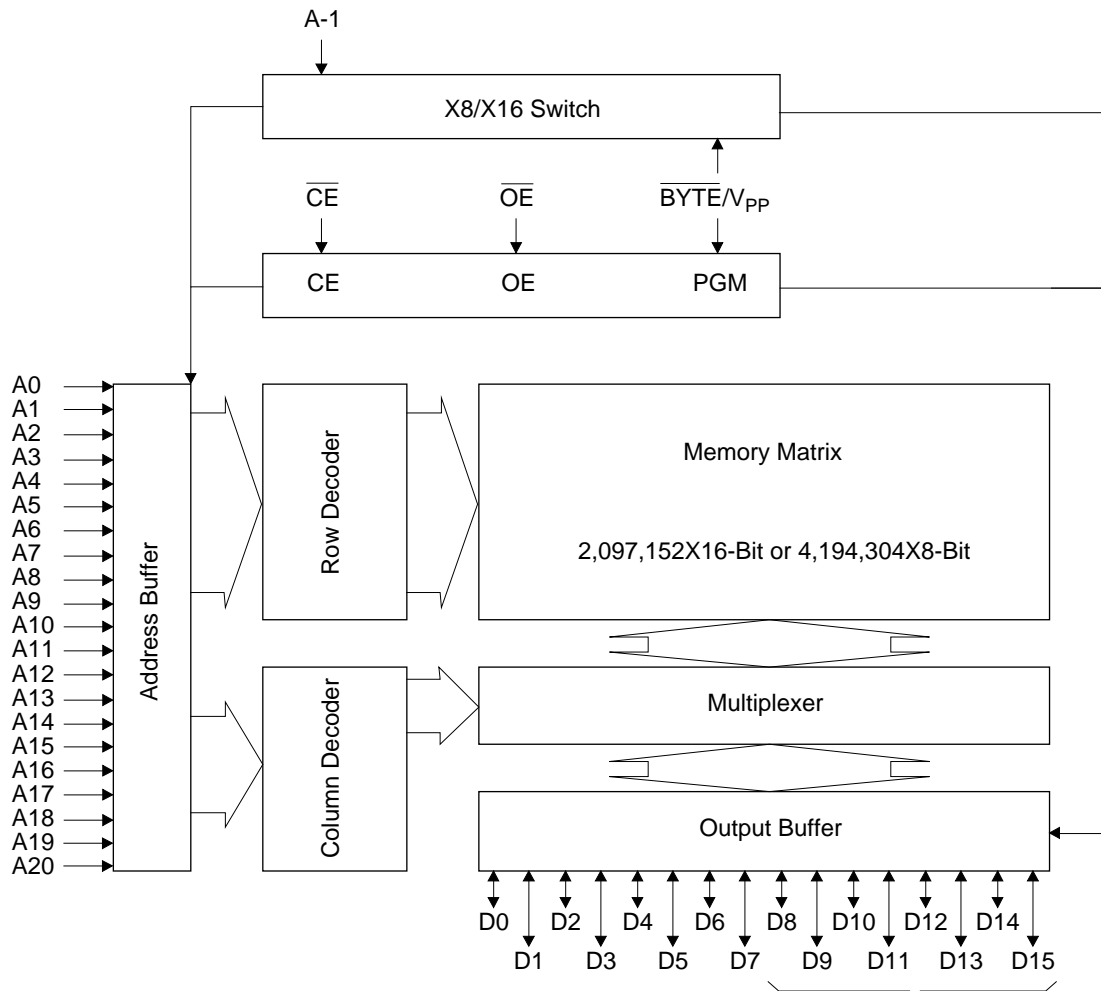 A-1
X8/X16 Switch
C̅E̅ O̅E̅ B̅Y̅T̅E̅/VPP
CE OE PGM
A0
A1
A2
A3
A4
A5
A6
A7
A8
A9
A10
A11
A12
A13
A14
A15
A16
A17
A18
A19
A20
Address Buffer
Row Decoder
Memory Matrix
2,097,152X16-Bit or 4,194,304X8-Bit
Column Decoder
Multiplexer
Output Buffer
D0 D2 D4 D6 D8 D10 D12 D14
D1 D3 D5 D7 D9 D11 D13 D15